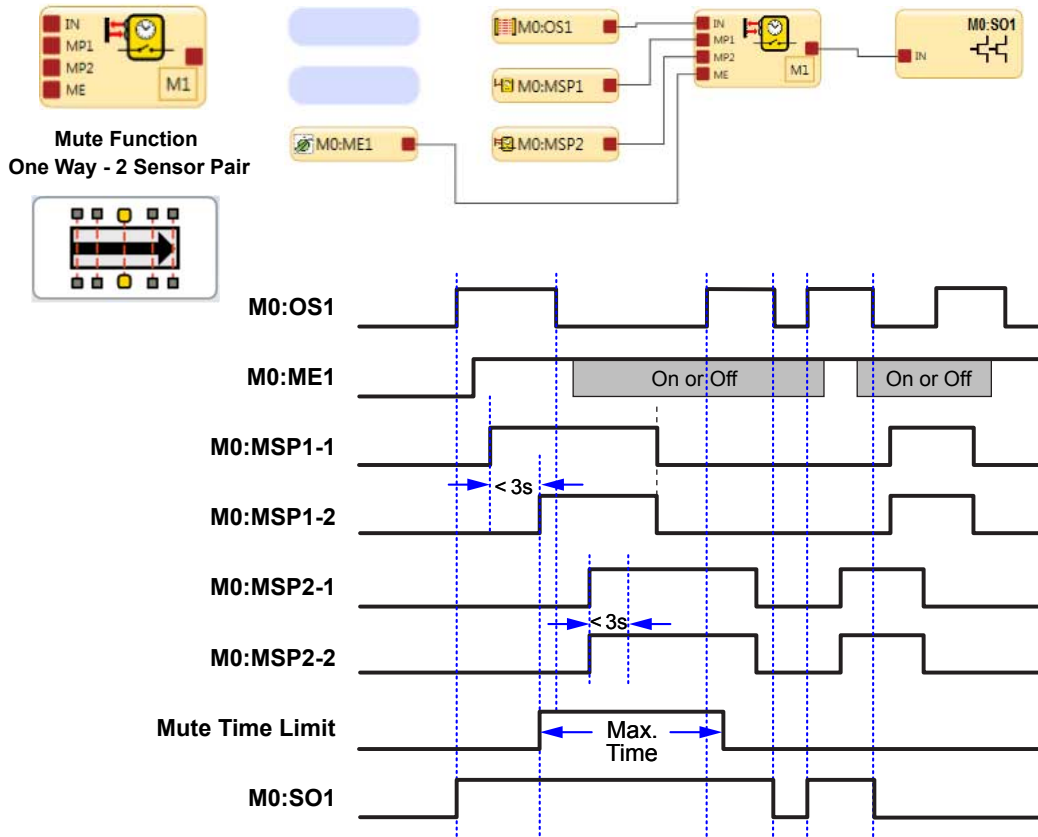 IN
MP1
MP2
ME
M1
Mute Function
One Way - 2 Sensor Pair
M0:ME1
M0:OS1
M0:MSP1
M0:MSP2
IN
MP1
MP2
ME
M1
M0:SO1
IN
M0:OS1
M0:ME1
On or Off
On or Off
M0:MSP1-1
< 3s
M0:MSP1-2
M0:MSP2-1
< 3s
M0:MSP2-2
Mute Time Limit
Max.
Time
M0:SO1